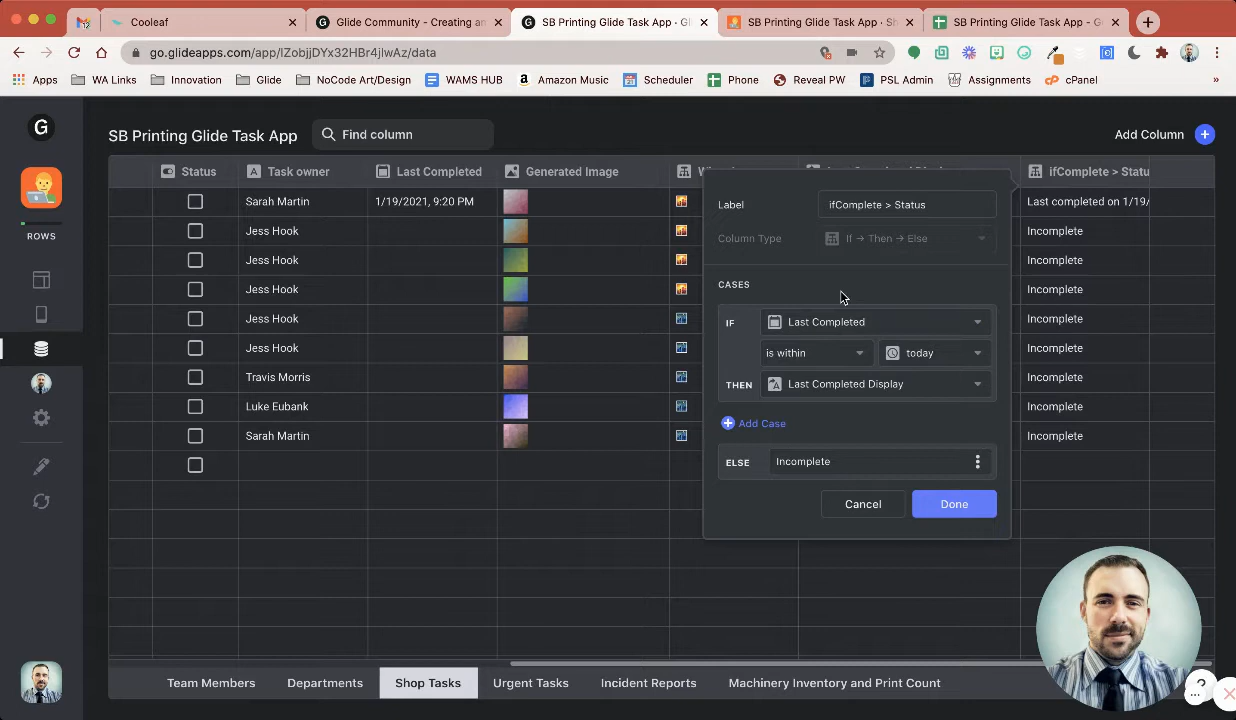 Cooleaf
Glide Community - Creating an
SB Printing Glide Task App - Gl
SB Printing Glide Task App
SB Printing Glide Task App - G
go.glideapps.com/app/IZobjjDYx32HBr4jlwAz/data
Apps
WA Links
Innovation
Glide
NoCode Art/Design
WAMS HUB
Amazon Music
Scheduler
Phone
Reveal PW
PSL Admin
Assignments
cPanel
»
G
SB Printing Glide Task App
Find column
Add Column
Status
Task owner
Last Completed
Generated Image
ifComplete > Statu
ROWS
Sarah Martin
1/19/2021, 9:20 PM
Last completed on 1/19/
Jess Hook
Incomplete
Jess Hook
Incomplete
Jess Hook
Incomplete
Jess Hook
Incomplete
Jess Hook
Incomplete
Travis Morris
Incomplete
Luke Eubank
Incomplete
Sarah Martin
Incomplete
Label
ifComplete > Status
Column Type
If → Then → Else
CASES
IF
Last Completed
is within
today
THEN
Last Completed Display
Add Case
ELSE
Incomplete
Cancel
Done
Team Members
Departments
Shop Tasks
Urgent Tasks
Incident Reports
Machinery Inventory and Print Count
?